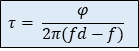 τ = φ / 2π(fd − f)